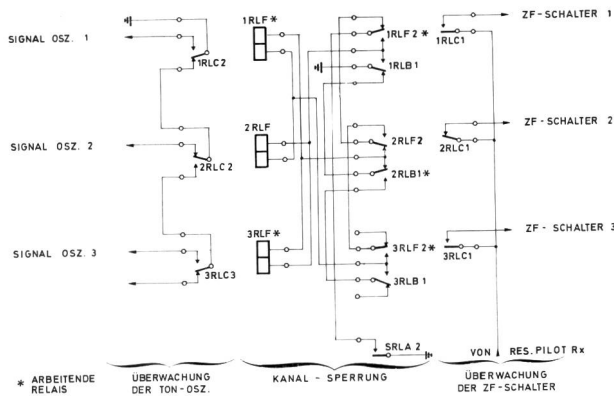 SIGNAL OSZ. 1
1RLC2
1RLF*
1RLF2*
1RLB1
1RLC1
ZF-SCHALTER 1
SIGNAL OSZ. 2
2RLC2
2RLF
2RLF2
2RLB1*
2RLC1
ZF-SCHALTER 2
SIGNAL OSZ. 3
3RLC3
3RLF*
3RLF2*
3RLB1
3RLC1
ZF-SCHALTER 3
SRLA2
VON RES. PILOT Rx
* ARBEITENDE
RELAIS
ÜBERWACHUNG
DER TON-OSZ.
KANAL-SPERRUNG
ÜBERWACHUNG
DER ZF-SCHALTER